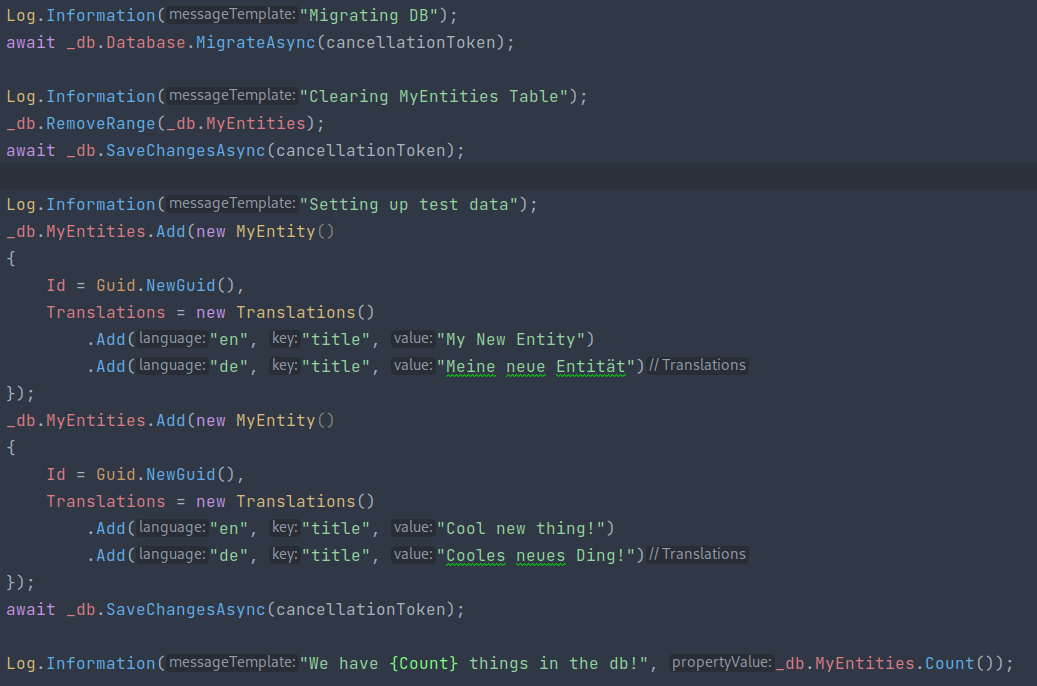 Log.Information(messageTemplate:"Migrating DB");
await _db.Database.MigrateAsync(cancellationToken);
Log.Information(messageTemplate:"Clearing MyEntities Table");
_db.RemoveRange(_db.MyEntities);
await _db.SaveChangesAsync(cancellationToken);
Log.Information(messageTemplate:"Setting up test data");
_db.MyEntities.Add(new MyEntity()
{
    Id = Guid.NewGuid(),
    Translations = new Translations()
        .Add(language:"en", key:"title", value:"My New Entity")
        .Add(language:"de", key:"title", value:"Meine neue Entität") // Translations
});
_db.MyEntities.Add(new MyEntity()
{
    Id = Guid.NewGuid(),
    Translations = new Translations()
        .Add(language:"en", key:"title", value:"Cool new thing!")
        .Add(language:"de", key:"title", value:"Cooles neues Ding!") // Translations
});
await _db.SaveChangesAsync(cancellationToken);
Log.Information(messageTemplate:"We have {Count} things in the db!", propertyValue:_db.MyEntities.Count());